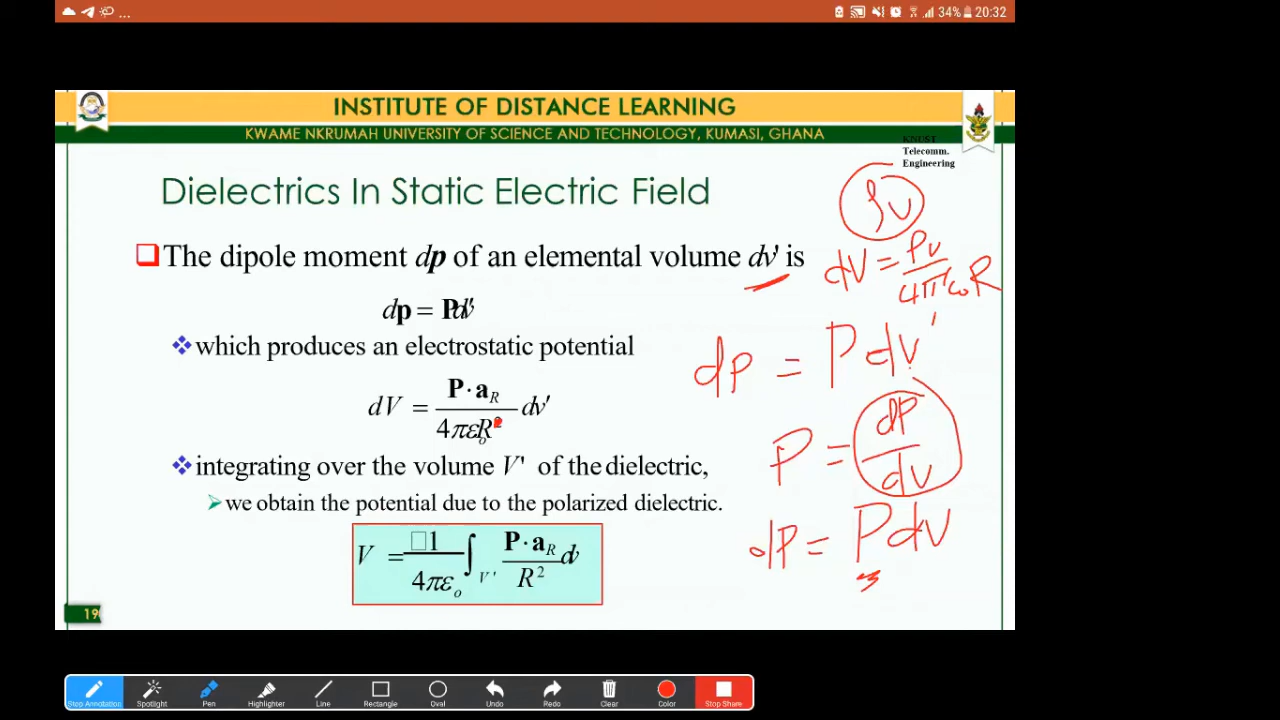 34% 20:32
INSTITUTE OF DISTANCE LEARNING
KWAME NKRUMAH UNIVERSITY OF SCIENCE AND TECHNOLOGY, KUMASI, GHANA
KNUST
Telecomm.
Engineering
Dielectrics In Static Electric Field
The dipole moment dp of an elemental volume dv' is
dp = Pdv'
which produces an electrostatic potential
dV = P · a_R / 4πε_oR² dv'
integrating over the volume V' of the dielectric,
we obtain the potential due to the polarized dielectric.
V = 1 / 4πε_o ∫_V' P · a_R / R² dv
19
ρv
dV = ρv / 4πε₀R
dp = P dv'
P = dP / dv
dP = P dv
Stop Annotation
Spotlight
Pen
Highlighter
Line
Rectangle
Oval
Undo
Redo
Clear
Color
Stop Share